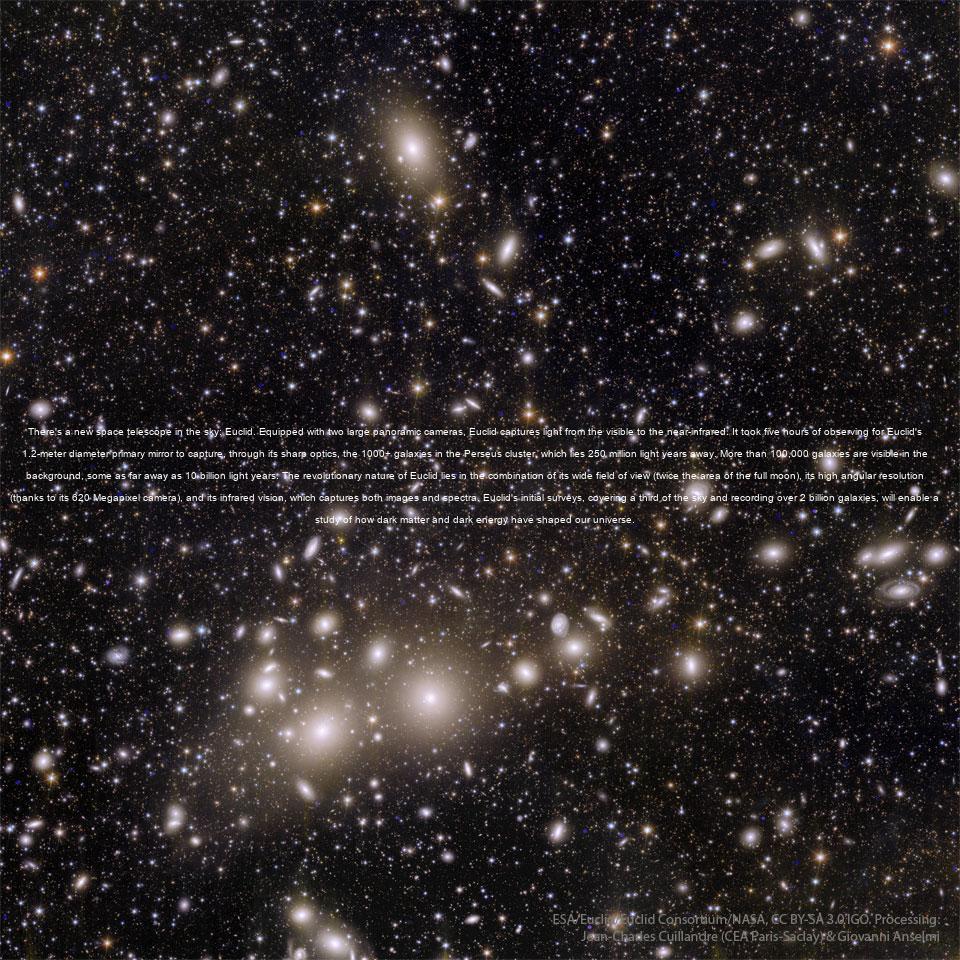 There's a new space telescope in the sky: Euclid. Equipped with two large panoramic cameras, Euclid captures light from the visible to the near-infrared. It took five hours of observing for Euclid's
1.2-meter diameter primary mirror to capture, through its sharp optics, the 1000+ galaxies in the Perseus cluster, which lies 250 million light years away. More than 100,000 galaxies are visible in the
background, some as far away as 10 billion light years. The revolutionary nature of Euclid lies in the combination of its wide field of view (twice the area of the full moon), its high angular resolution
(thanks to its 620 Megapixel camera), and its infrared vision, which captures both images and spectra. Euclid's initial surveys, covering a third of the sky and recording over 2 billion galaxies, will enable a
study of how dark matter and dark energy have shaped our universe.
ESA/Euclid/Euclid Consortium/NASA, CC BY-SA 3.0 IGO. Processing:
Jean-Charles Cuillandre (CEA Paris-Saclay) & Giovanni Anselmi